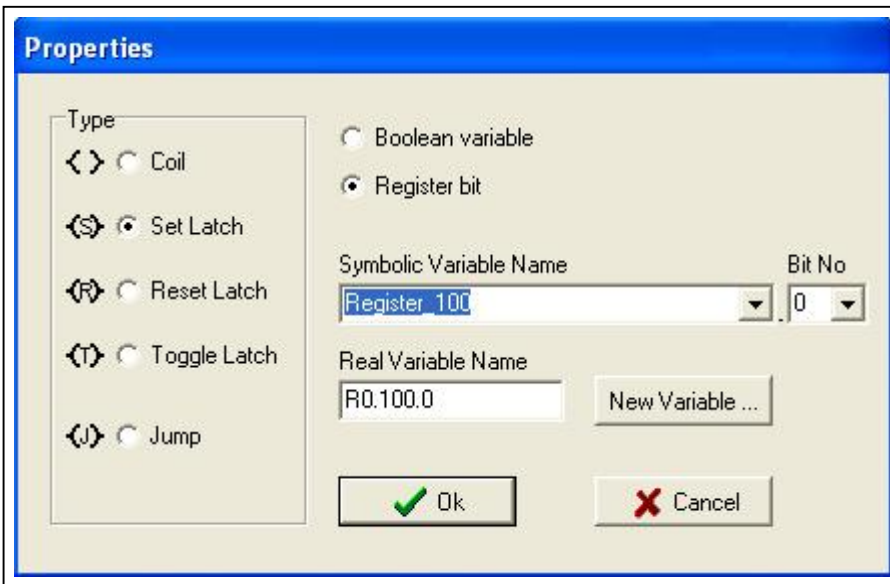 Properties
Type
( ) Coil
(S) Set Latch
(R) Reset Latch
(T) Toggle Latch
(J) Jump
Boolean variable
Register bit
Symbolic Variable Name
Bit No
Register_100
.
0
Real Variable Name
R0.100.0
New Variable ...
Ok
Cancel